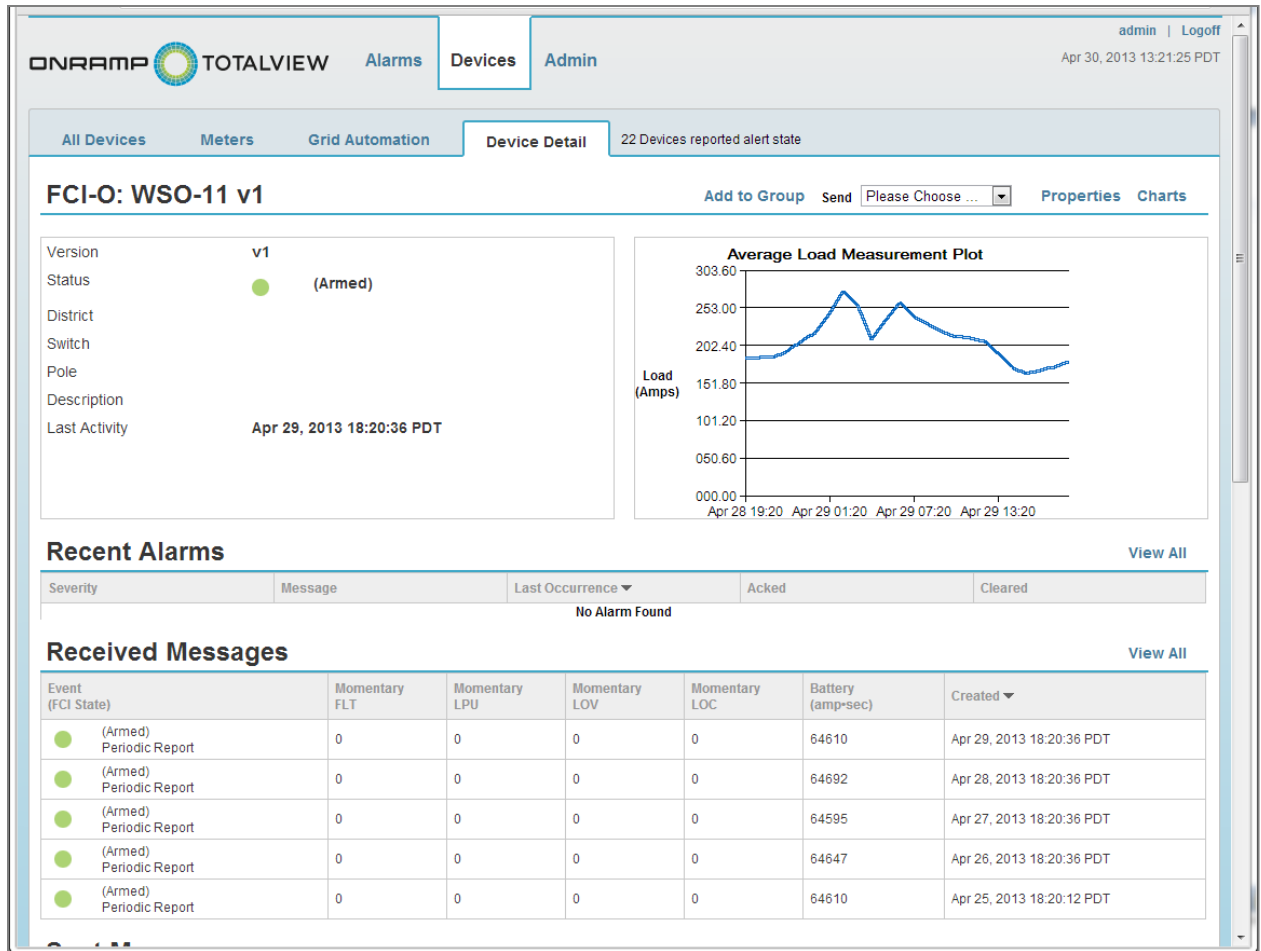 admin | Logoff
ONRAMP TOTALVIEW Alarms Devices Admin
Apr 30, 2013 13:21:25 PDT
All Devices Meters Grid Automation Device Detail 22 Devices reported alert state
FCI-O: WSO-11 v1
Add to Group Send Please Choose ... Properties Charts
Version v1
Status (Armed)
District
Switch
Pole
Description
Last Activity Apr 29, 2013 18:20:36 PDT
Average Load Measurement Plot
303.60
253.00
202.40
Load
(Amps)
151.80
101.20
050.60
000.00
Apr 28 19:20 Apr 29 01:20 Apr 29 07:20 Apr 29 13:20
Recent Alarms View All
Severity Message Last Occurrence Acked Cleared
No Alarm Found
Received Messages View All
Event (FCI State) Momentary FLT Momentary LPU Momentary LOV Momentary LOC Battery (amp•sec) Created
(Armed) Periodic Report 0 0 0 0 64610 Apr 29, 2013 18:20:36 PDT
(Armed) Periodic Report 0 0 0 0 64692 Apr 28, 2013 18:20:36 PDT
(Armed) Periodic Report 0 0 0 0 64595 Apr 27, 2013 18:20:36 PDT
(Armed) Periodic Report 0 0 0 0 64647 Apr 26, 2013 18:20:36 PDT
(Armed) Periodic Report 0 0 0 0 64610 Apr 25, 2013 18:20:12 PDT